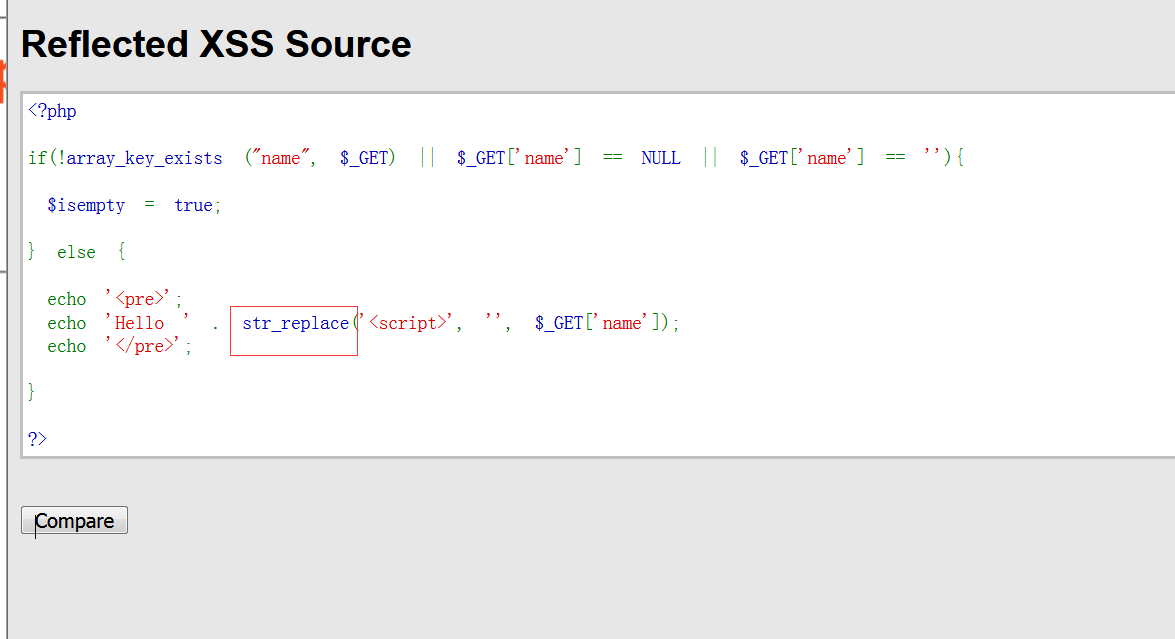 Reflected XSS Source
<?php
if(!array_key_exists ("name", $_GET) || $_GET['name'] == NULL || $_GET['name'] == ''){
$isempty = true;
} else {
echo '<pre>';
echo 'Hello ' . str_replace('<script>', '', $_GET['name']);
echo '</pre>';
}
?>
Compare